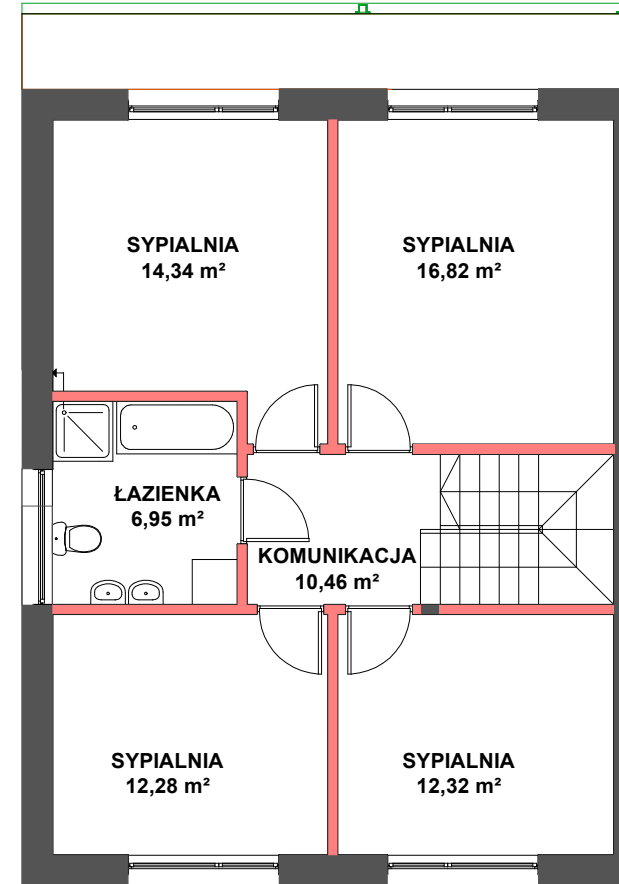 SYPIALNIA
14,34 m²
SYPIALNIA
16,82 m²
ŁAZIENKA
6,95 m²
KOMUNIKACJA
10,46 m²
SYPIALNIA
12,28 m²
SYPIALNIA
12,32 m²